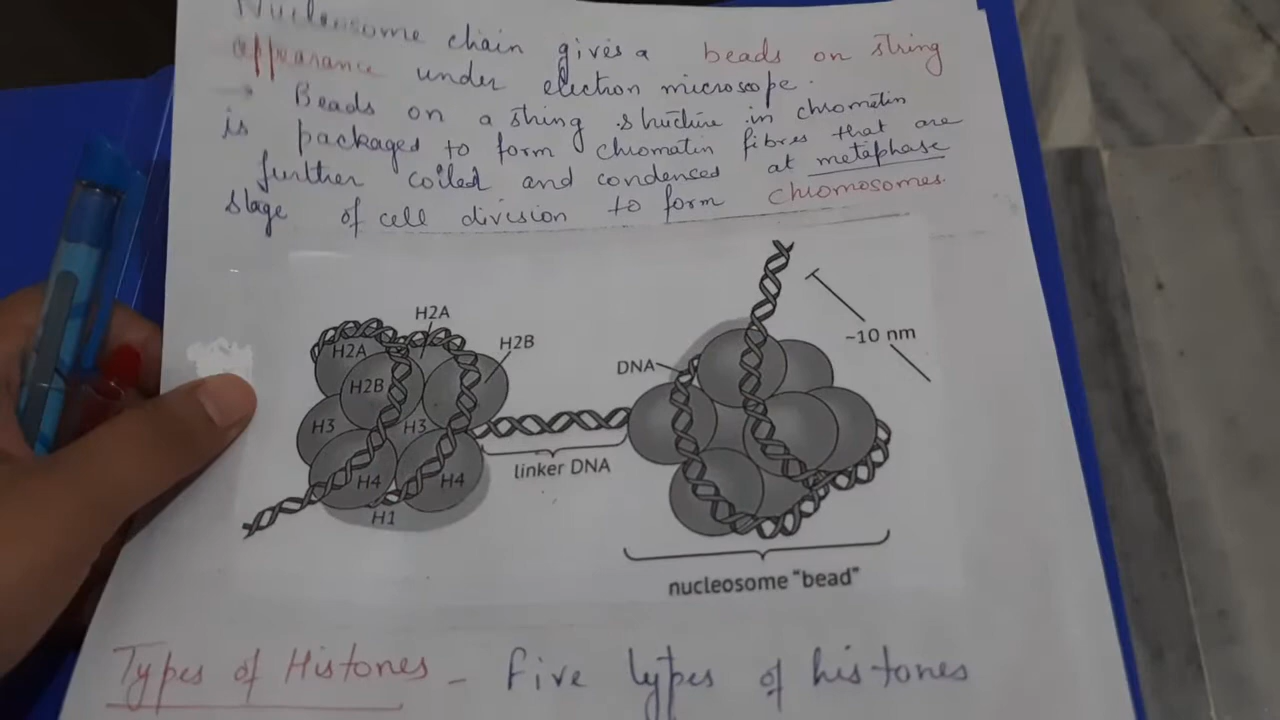 Nucleosome chain gives a beads on string
appearance under electron microscope.
→ Beads on a string structure in chromatin
is packaged to form chromatin fibres that are
further coiled and condensed at metaphase
stage of cell division to form chromosomes.
H2A
H2A
H2B
H2B
H3
H3
H4
H4
H1
linker DNA
DNA
~10 nm
nucleosome "bead"
Types of Histones - Five types of histones